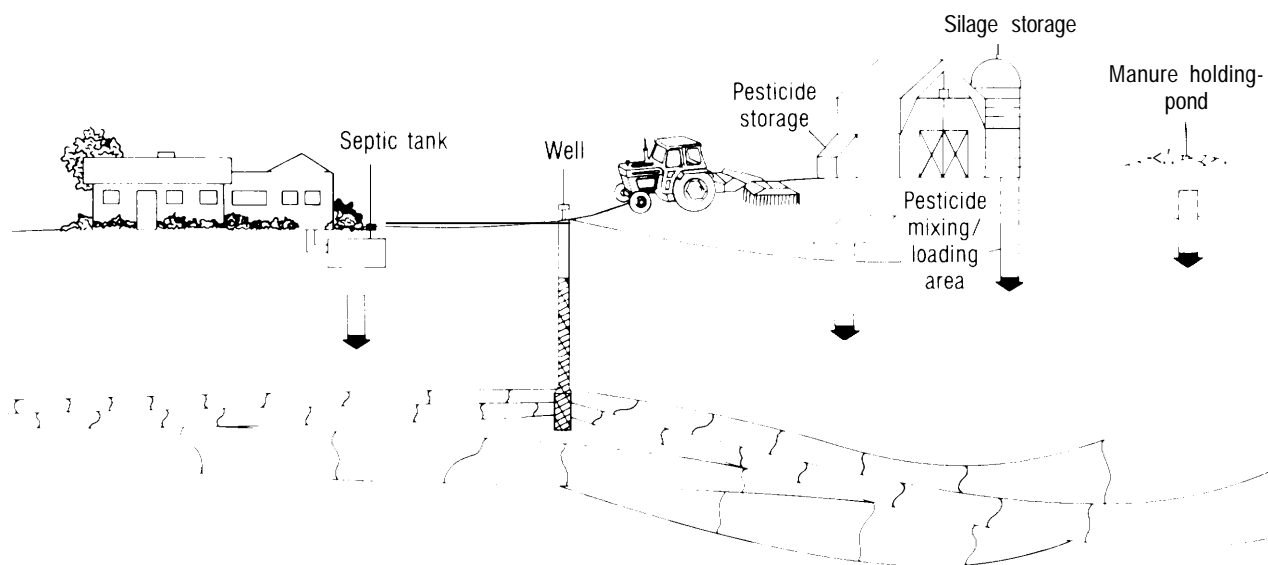 Silage storage
Manure holding-
pond
Pesticide
storage
Septic tank
Well
Pesticide
mixing/
loading
area